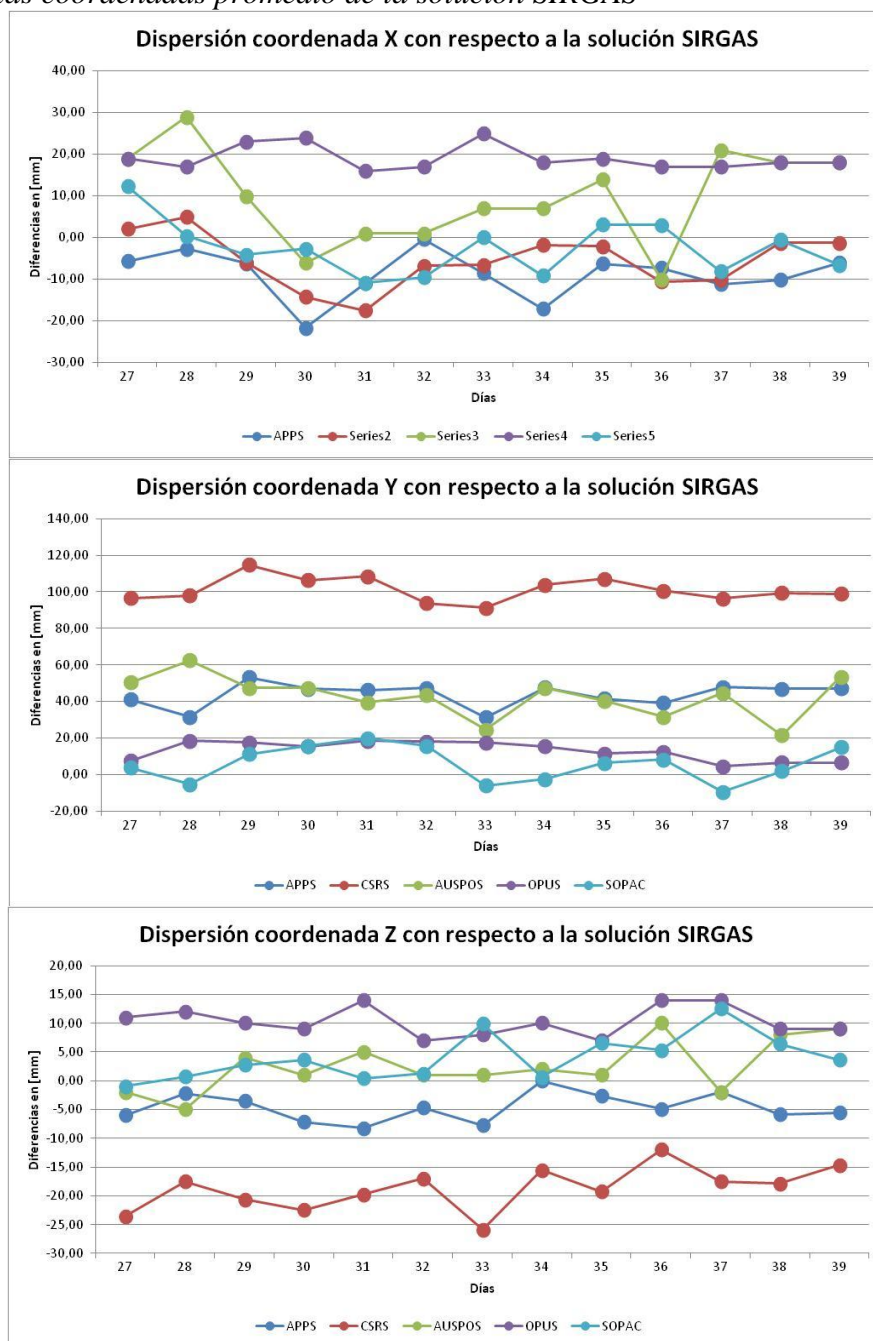 las coordenadas promedio de la solución SIRGAS
Dispersión coordenada X con respecto a la solución SIRGAS
Diferencias en [mm]
40,00
30,00
20,00
10,00
0,00
-10,00
-20,00
-30,00
27 28 29 30 31 32 33 34 35 36 37 38 39
Días
APPS Series2 Series3 Series4 Series5
Dispersión coordenada Y con respecto a la solución SIRGAS
Diferencias en [mm]
140,00
120,00
100,00
80,00
60,00
40,00
20,00
0,00
-20,00
27 28 29 30 31 32 33 34 35 36 37 38 39
Días
APPS CSRS AUSPOS OPUS SOPAC
Dispersión coordenada Z con respecto a la solución SIRGAS
Diferencias en [mm]
20,00
15,00
10,00
5,00
0,00
-5,00
-10,00
-15,00
-20,00
-25,00
-30,00
27 28 29 30 31 32 33 34 35 36 37 38 39
Días
APPS CSRS AUSPOS OPUS SOPAC